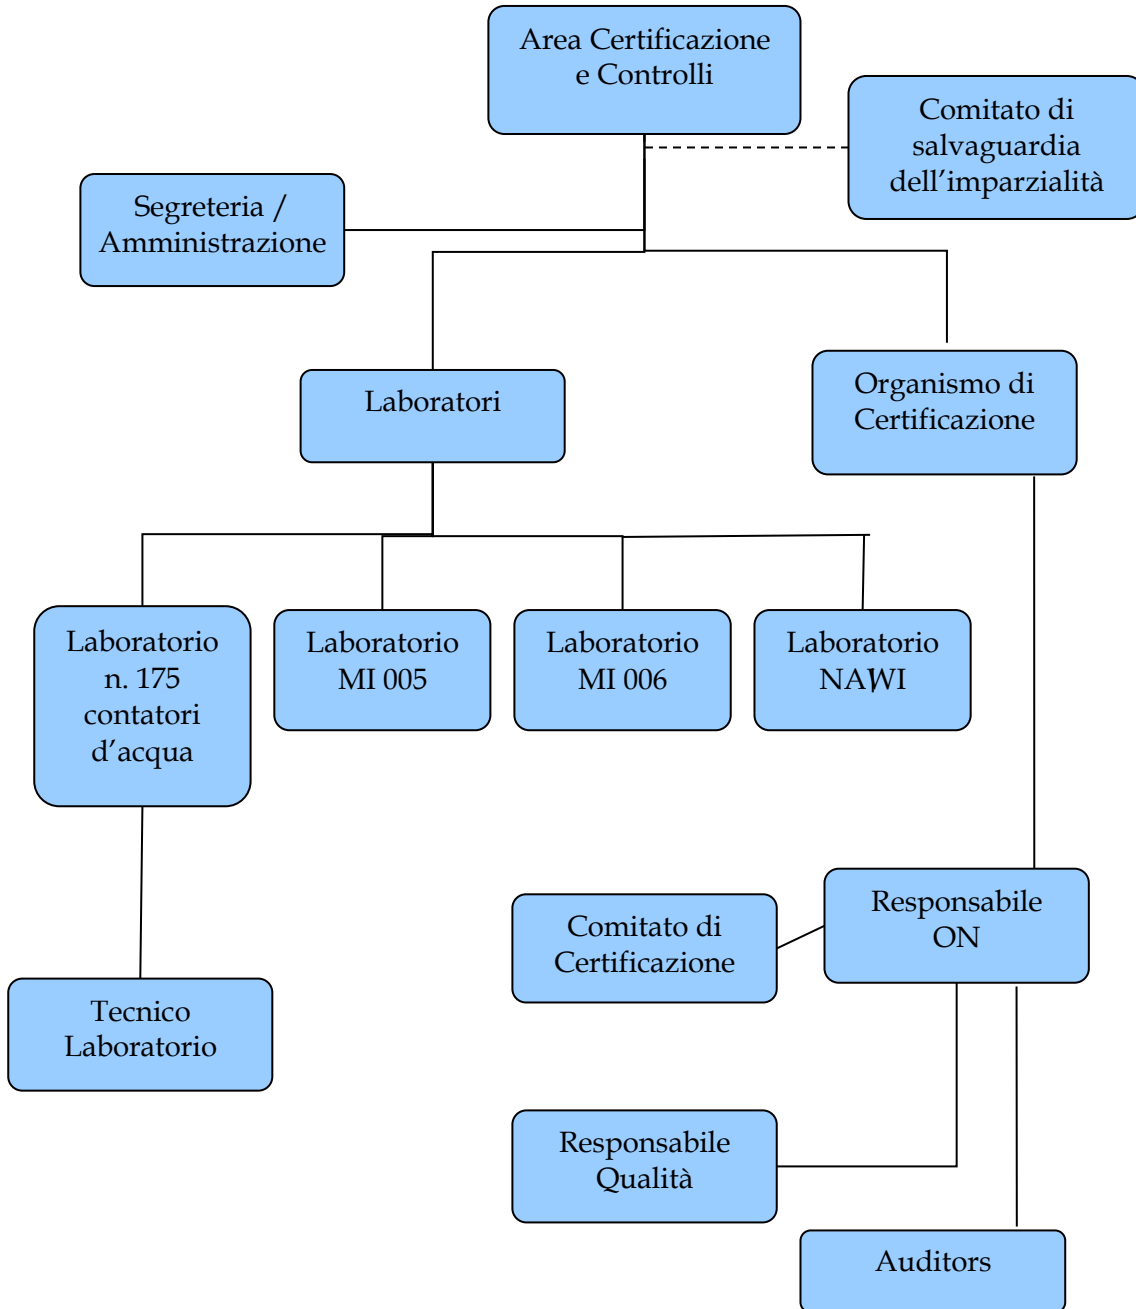 Area Certificazione
e Controlli
Comitato di
salvaguardia
dell'imparzialità
Segreteria /
Amministrazione
Laboratori
Organismo di
Certificazione
Laboratorio
n. 175
contatori
d'acqua
Laboratorio
MI 005
Laboratorio
MI 006
Laboratorio
NAWI
Responsabile
ON
Comitato di
Certificazione
Tecnico
Laboratorio
Responsabile
Qualità
Auditors